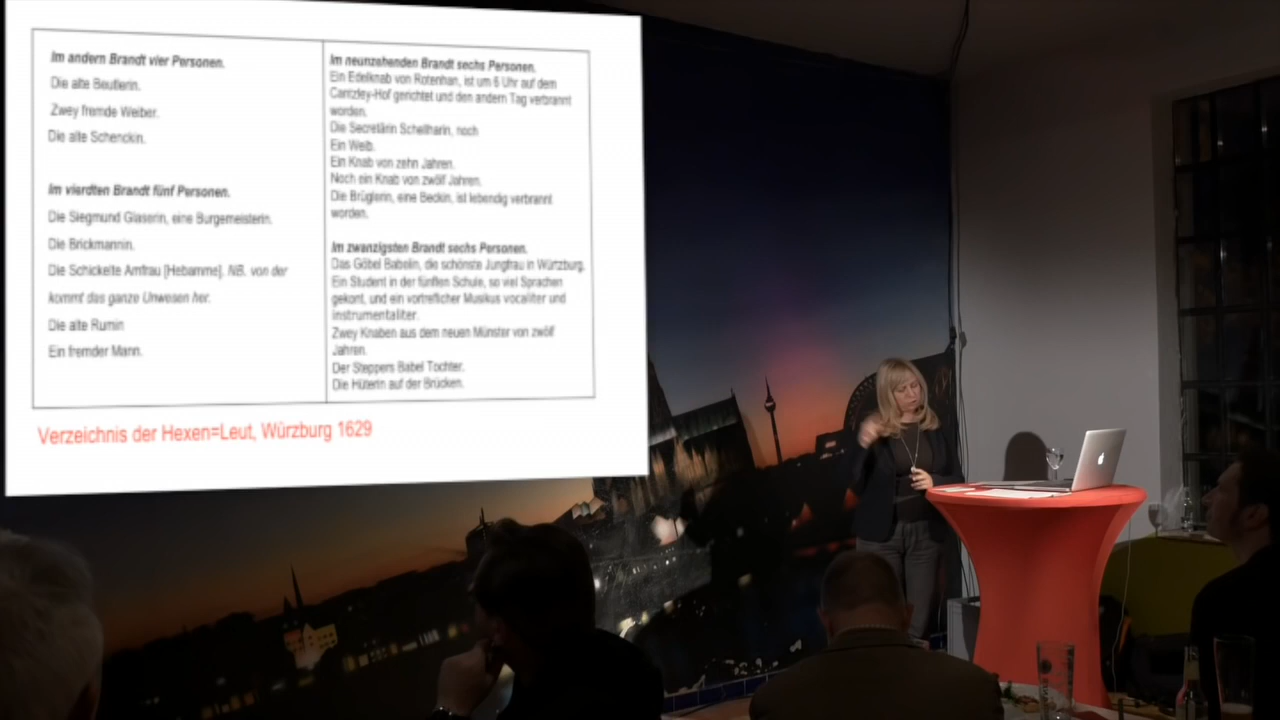 Im andern Brandt vier Personen.
Die alte Beutlerin.
Zwey fremde Weiber.
Die alte Schenckin.
Im vierdten Brandt fünf Personen.
Die Siegmund Glaserin, eine Burgemeisterin.
Die Brickmannin.
Die Schickelte Amfrau [Hebamme]. NB. von der
kommt das ganze Unwesen her.
Die alte Rumin
Ein fremder Mann.
Im neunzehenden Brandt sechs Personen.
Ein Edelknab von Rotenhan, ist um 6 Uhr auf dem
Cantzley-Hof gerichtet und den andern Tag verbrannt
worden.
Die Secretärin Schellharin, noch
Ein Weib.
Ein Knab von zehn Jahren.
Noch ein Knab von zwölf Jahren.
Die Brüglerin, eine Beckin, ist lebendig verbrannt
worden.
Im zwanzigsten Brandt sechs Personen.
Das Göbel Babelin, die schönste Jungfrau in Würtzburg.
Ein Student in der fünften Schule, so viel Sprachen
gekont, und ein vortreflicher Musikus vocaliter und
instrumentaliter.
Zwey Knaben aus dem neuen Münster von zwölf
Jahren.
Der Steppers Babel Tochter.
Die Hüterin auf der Brücken.
Verzeichnis der Hexen=Leut, Würzburg 1629